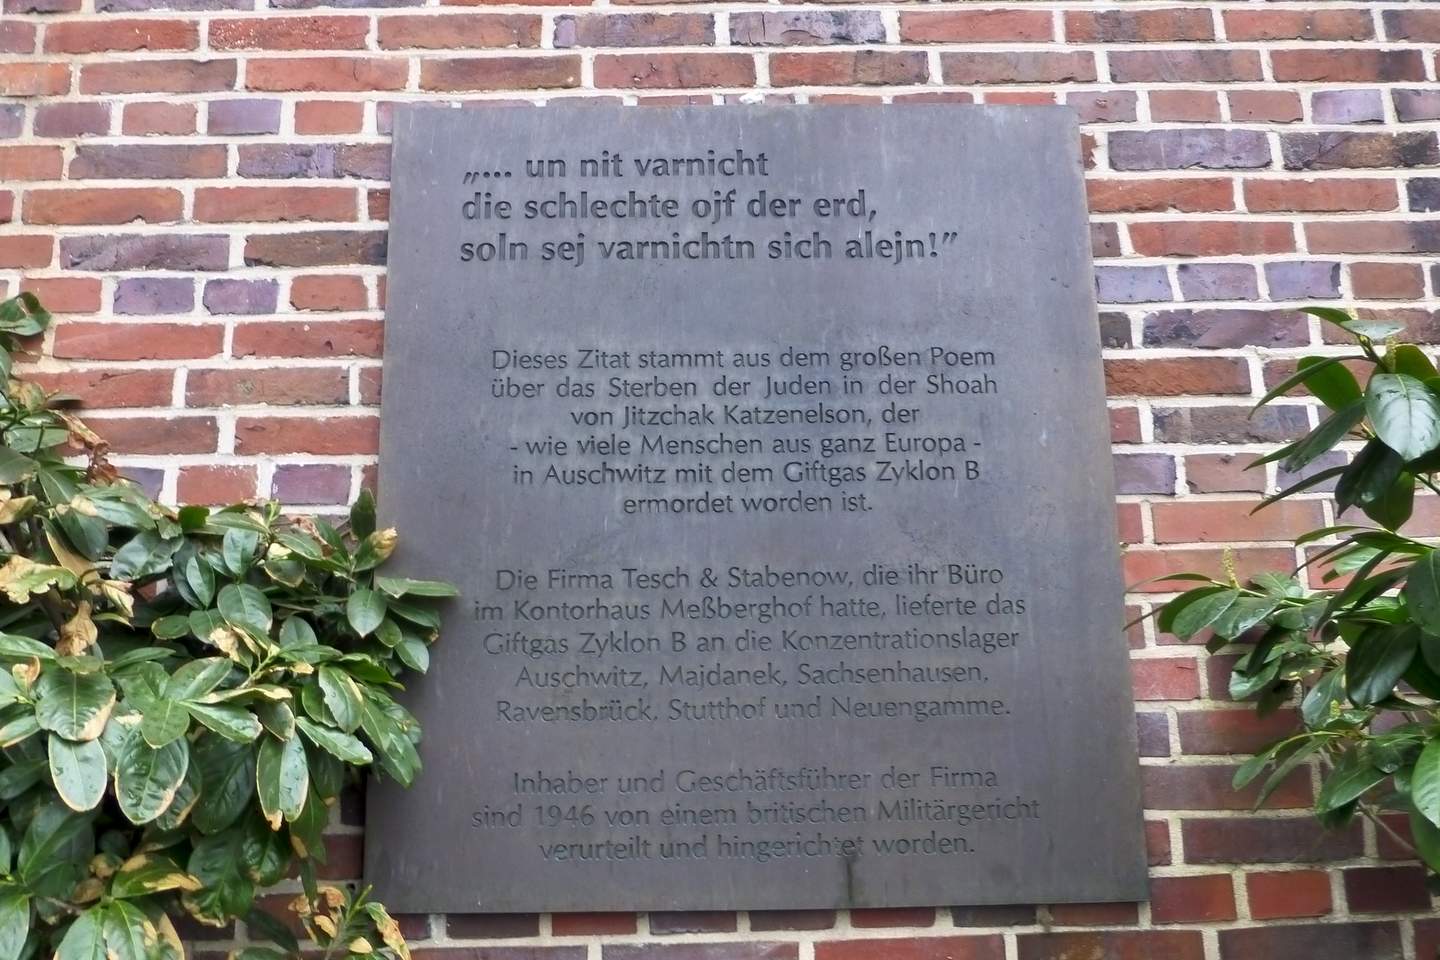 „... un nit varnicht
die schlechte ojf der erd,
soln sej varnichtn sich alejn!”
Dieses Zitat stammt aus dem großen Poem
über das Sterben der Juden in der Shoah
von Jitzchak Katzenelson, der
- wie viele Menschen aus ganz Europa -
in Auschwitz mit dem Giftgas Zyklon B
ermordet worden ist.
Die Firma Tesch & Stabenow, die ihr Büro
im Kontorhaus Meßberghof hatte, lieferte das
Giftgas Zyklon B an die Konzentrationslager
Auschwitz, Majdanek, Sachsenhausen,
Ravensbrück, Stutthof und Neuengamme.
Inhaber und Geschäftsführer der Firma
sind 1946 von einem britischen Militärgericht
verurteilt und hingerichtet worden.